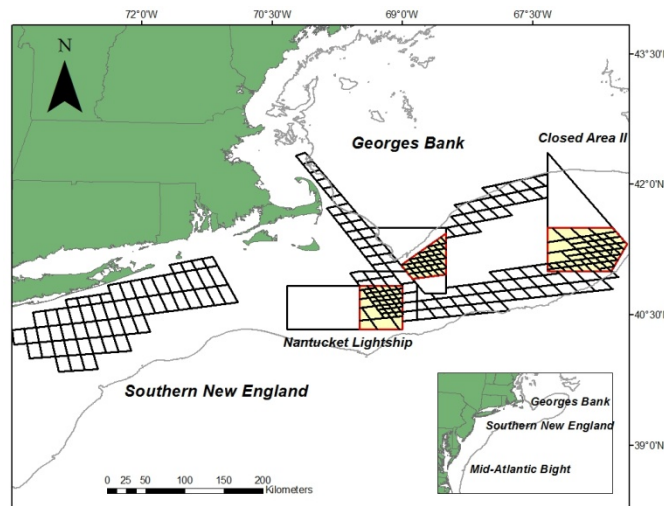 72°0'W 70°30'W 69°0'W 67°30'W
N
43°30'N
Georges Bank
Closed Area II
42°0'N
40°30'N
Nantucket Lightship
Southern New England
39°0'N
Georges Bank
Southern New England
Mid-Atlantic Bight
0 25 50 100 150 200
Kilometers